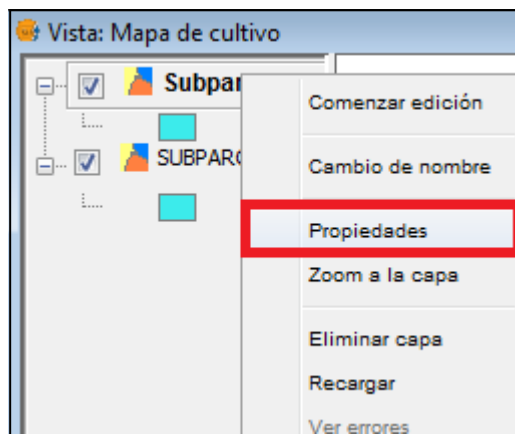 Vista: Mapa de cultivo
Subpar
SUBPARC
Comenzar edición
Cambio de nombre
Propiedades
Zoom a la capa
Eliminar capa
Recargar
Ver errores